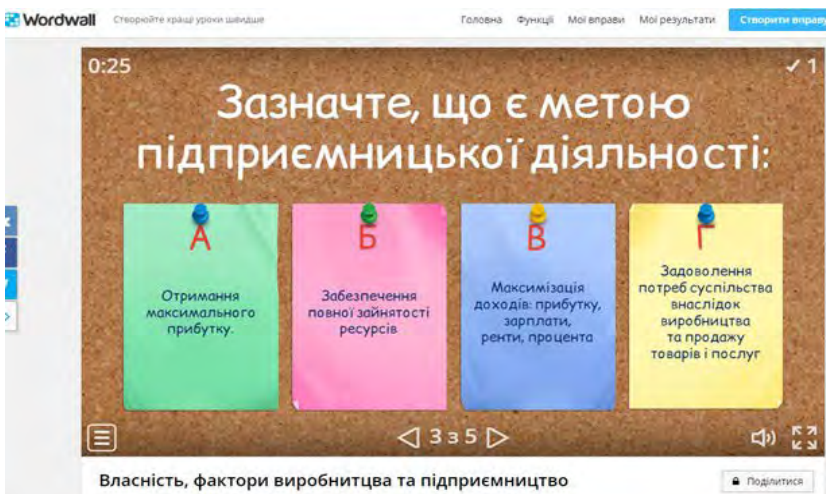 Wordwall Створюйте кращі уроки швидше Головна Функції Мої вправи Мої результати Створити вправу
0:25 ✓ 1
Зазначте, що є метою
підприємницької діяльності:
А
Отримання
максимального
прибутку.
Б
Забезпечення
повної зайнятості
ресурсів
В
Максимізація
доходів: прибутку,
зарплати,
ренти, процента
Г
Задоволення
потреб суспільства
внаслідок
виробництва
та продажу
товарів і послуг
3 з 5
Власність, фактори виробнитцва та підприємництво
Поділитися